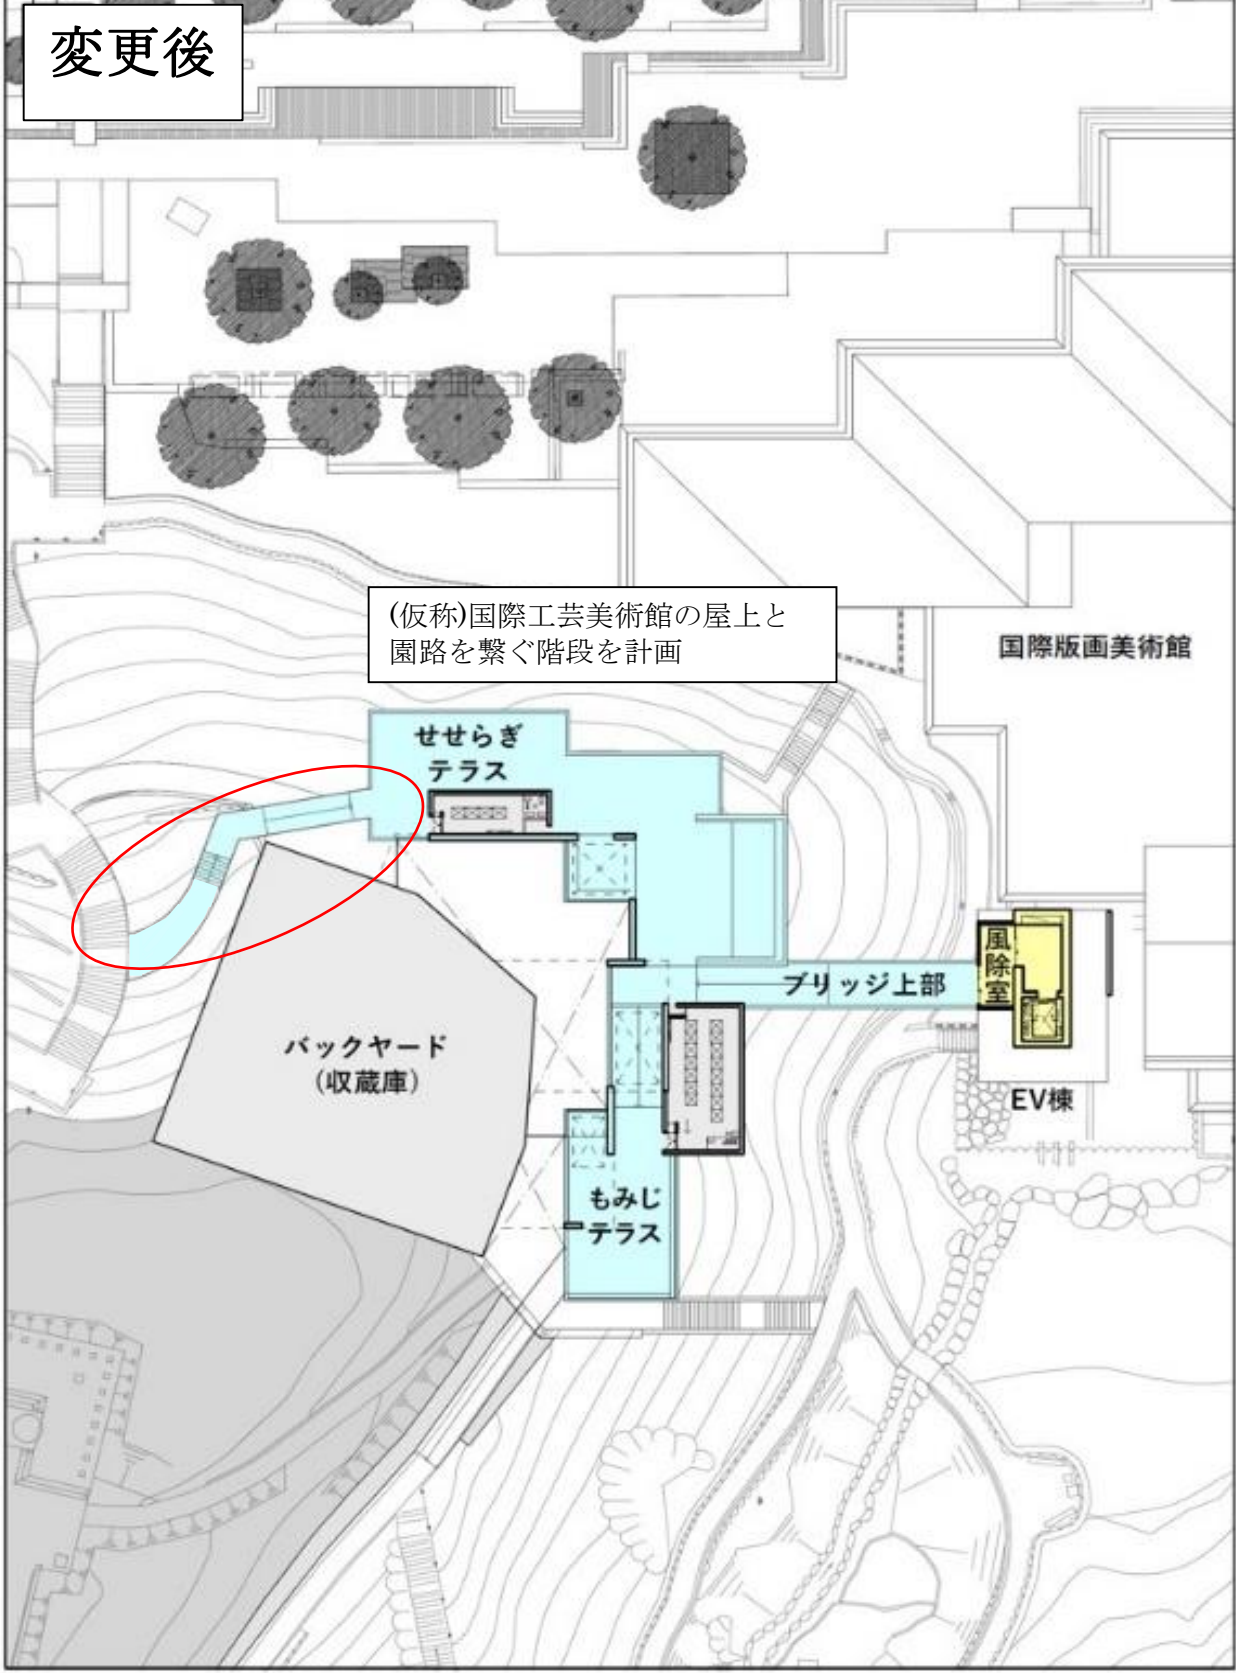 変更後
(仮称)国際工芸美術館の屋上と
園路を繋ぐ階段を計画
国際版画美術館
せせらぎ
テラス
風除室
ブリッジ上部
バックヤード
(収蔵庫)
EV棟
もみじ
テラス